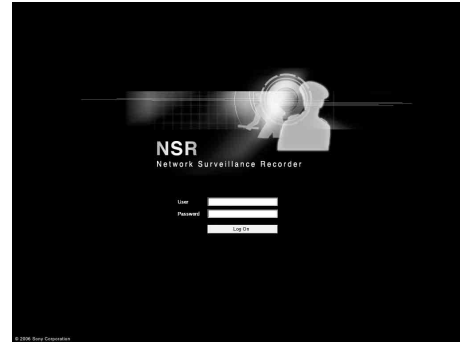 NSR
Network Surveillance Recorder
User
Password
Log On
© 2006 Sony Corporation